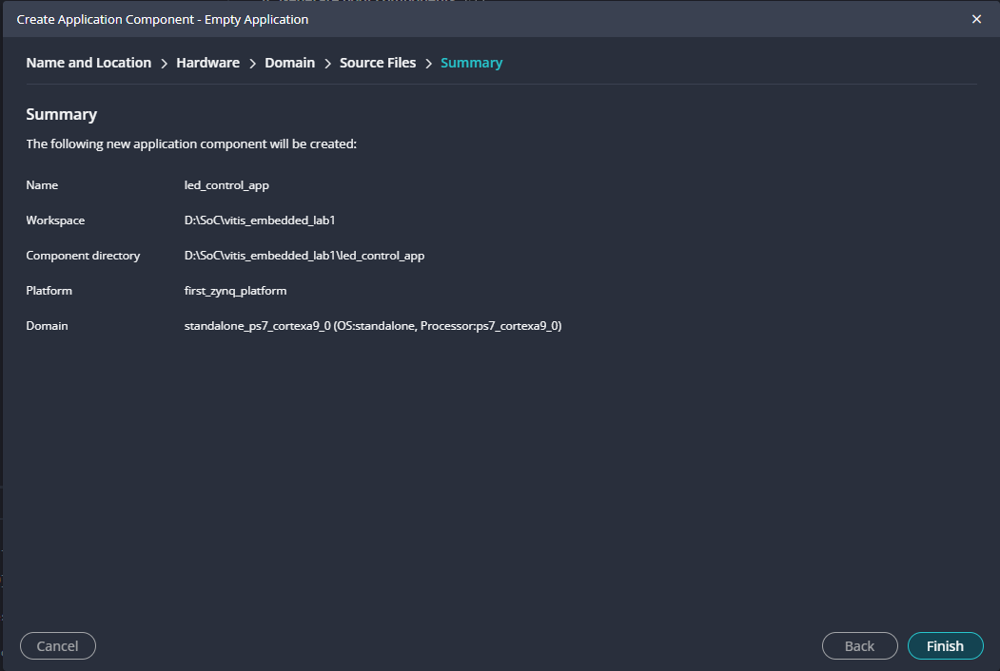 Create Application Component - Empty Application
Name and Location > Hardware > Domain > Source Files > Summary
Summary
The following new application component will be created:
Name led_control_app
Workspace D:\SoC\vitis_embedded_lab1
Component directory D:\SoC\vitis_embedded_lab1\led_control_app
Platform first_zynq_platform
Domain standalone_ps7_cortexa9_0 (OS:standalone, Processor:ps7_cortexa9_0)
Cancel Back Finish